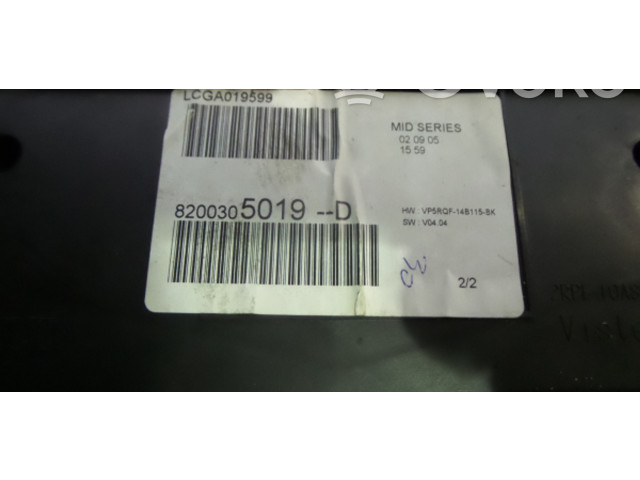 LCGA019599
MID SERIES
02 09 05
15 59
8200305019 --D
HW : VP5RQF-14B115-BK
SW : V04.04
2/2